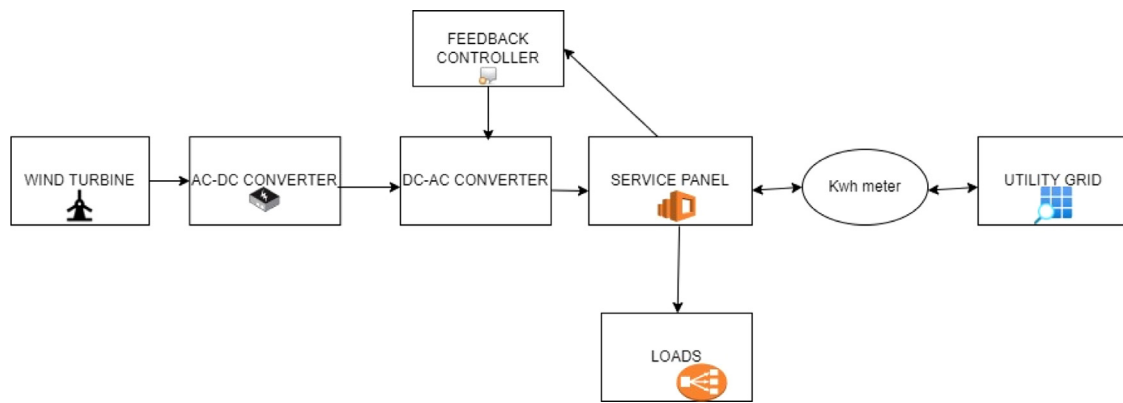 FEEDBACK
CONTROLLER
WIND TURBINE
AC-DC CONVERTER
DC-AC CONVERTER
SERVICE PANEL
Kwh meter
UTILITY GRID
LOADS